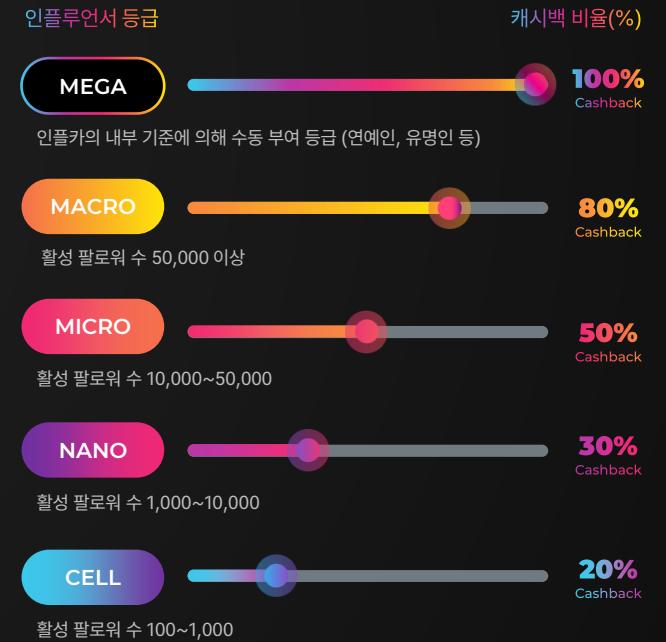 인플루언서 등급
캐시백 비율(%)
MEGA
100%
Cashback
인플카의 내부 기준에 의해 수동 부여 등급 (연예인, 유명인 등)
MACRO
80%
Cashback
활성 팔로워 수 50,000 이상
MICRO
50%
Cashback
활성 팔로워 수 10,000~50,000
NANO
30%
Cashback
활성 팔로워 수 1,000~10,000
CELL
20%
Cashback
활성 팔로워 수 100~1,000